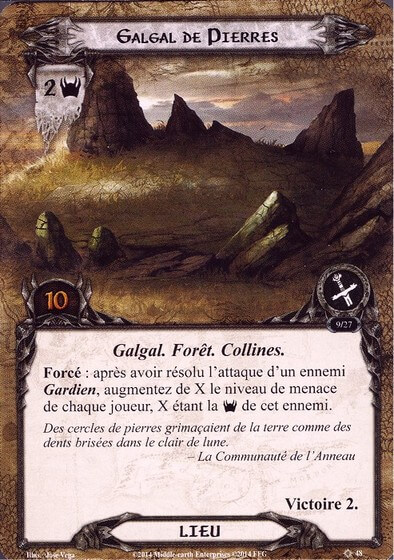 Galgal de Pierres
2
10
9/27
Galgal. Forêt. Collines.
Forcé : après avoir résolu l'attaque d'un ennemi
Gardien, augmentez de X le niveau de menace
de chaque joueur, X étant la de cet ennemi.
Des cercles de pierres grimaçaient de la terre comme des
dents brisées dans le clair de lune.
– La Communauté de l'Anneau
Victoire 2.
LIEU
Illus. José Vega
©2014 Middle-earth Enterprises ©2014 FFG
48